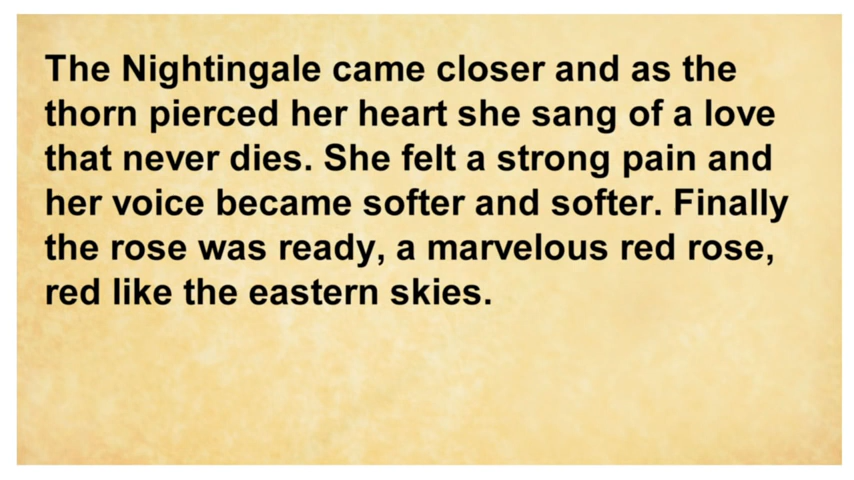 The Nightingale came closer and as the
thorn pierced her heart she sang of a love
that never dies. She felt a strong pain and
her voice became softer and softer. Finally
the rose was ready, a marvelous red rose,
red like the eastern skies.